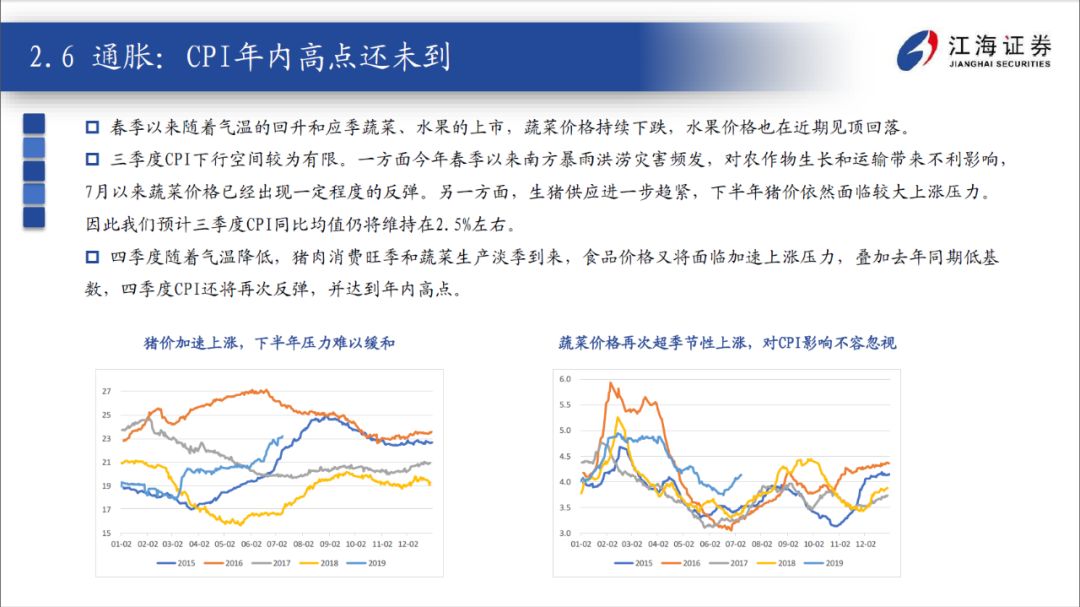 2.6 通胀：CPI年内高点还未到
江海证券
JIANGHAI SECURITIES
春季以来随着气温的回升和应季蔬菜、水果的上市，蔬菜价格持续下跌，水果价格也在近期见顶回落。
三季度CPI下行空间较为有限。一方面今年春季以来南方暴雨洪涝灾害频发，对农作物生长和运输带来不利影响，
7月以来蔬菜价格已经出现一定程度的反弹。另一方面，生猪供应进一步趋紧，下半年猪价依然面临较大上涨压力。
因此我们预计三季度CPI同比均值仍将维持在2.5%左右。
四季度随着气温降低，猪肉消费旺季和蔬菜生产淡季到来，食品价格又将面临加速上涨压力，叠加去年同期低基
数，四季度CPI还将再次反弹，并达到年内高点。
猪价加速上涨，下半年压力难以缓和
27
25
23
21
19
17
15
01-02 02-02 03-02 04-02 05-02 06-02 07-02 08-02 09-02 10-02 11-02 12-02
2015 2016 2017 2018 2019
蔬菜价格再次超季节性上涨，对CPI影响不容忽视
6.0
5.5
5.0
4.5
4.0
3.5
3.0
01-02 02-02 03-02 04-02 05-02 06-02 07-02 08-02 09-02 10-02 11-02 12-02
2015 2016 2017 2018 2019